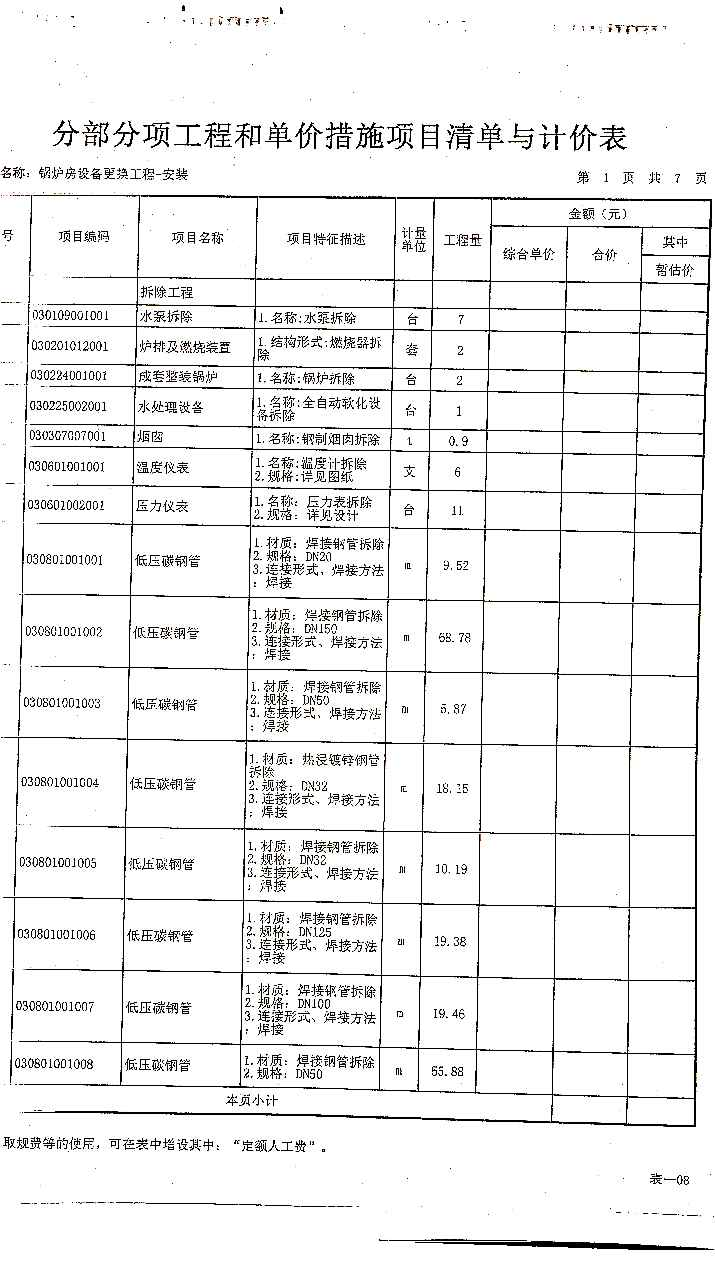 分部分项工程和单价措施项目清单与计价表
名称：锅炉房设备更换工程-安装
第 1 页 共 7 页
号 项目编码 项目名称 项目特征描述 计量单位 工程量 金额（元）
综合单价 合价 其中
暂估价
拆除工程
030109001001 水泵拆除 1.名称:水泵拆除 台 7
030201012001 炉排及燃烧装置 1.结构形式:燃烧器拆除 套 2
030224001001 成套整装锅炉 1.名称:锅炉拆除 台 2
030225002001 水处理设备 1.名称:全自动软化设备拆除 台 1
030307007001 烟囱 1.名称:钢制烟囱拆除 t 0.9
030601001001 温度仪表 1.名称:温度计拆除 支 6
2.规格:详见图纸
030601002001 压力仪表 1.名称：压力表拆除 台 11
2.规格：详见设计
030801001001 低压碳钢管 1.材质：焊接钢管拆除 m 9.52
2.规格：DN20
3.连接形式、焊接方法
：焊接
030801001002 低压碳钢管 1.材质：焊接钢管拆除 m 68.78
2.规格：DN150
3.连接形式、焊接方法
：焊接
030801001003 低压碳钢管 1.材质：焊接钢管拆除 m 5.87
2.规格：DN50
3.连接形式、焊接方法
：焊接
030801001004 低压碳钢管 1.材质：热浸镀锌钢管拆除 m 18.15
2.规格：DN32
3.连接形式、焊接方法
：焊接
030801001005 低压碳钢管 1.材质：焊接钢管拆除 m 10.19
2.规格：DN32
3.连接形式、焊接方法
：焊接
030801001006 低压碳钢管 1.材质：焊接钢管拆除 m 19.38
2.规格：DN125
3.连接形式、焊接方法
：焊接
030801001007 低压碳钢管 1.材质：焊接钢管拆除 m 19.46
2.规格：DN100
3.连接形式、焊接方法
：焊接
030801001008 低压碳钢管 1.材质：焊接钢管拆除 m 55.88
2.规格：DN50
本页小计
取规费等的使用，可在表中增设其中：“定额人工费”。
表—08